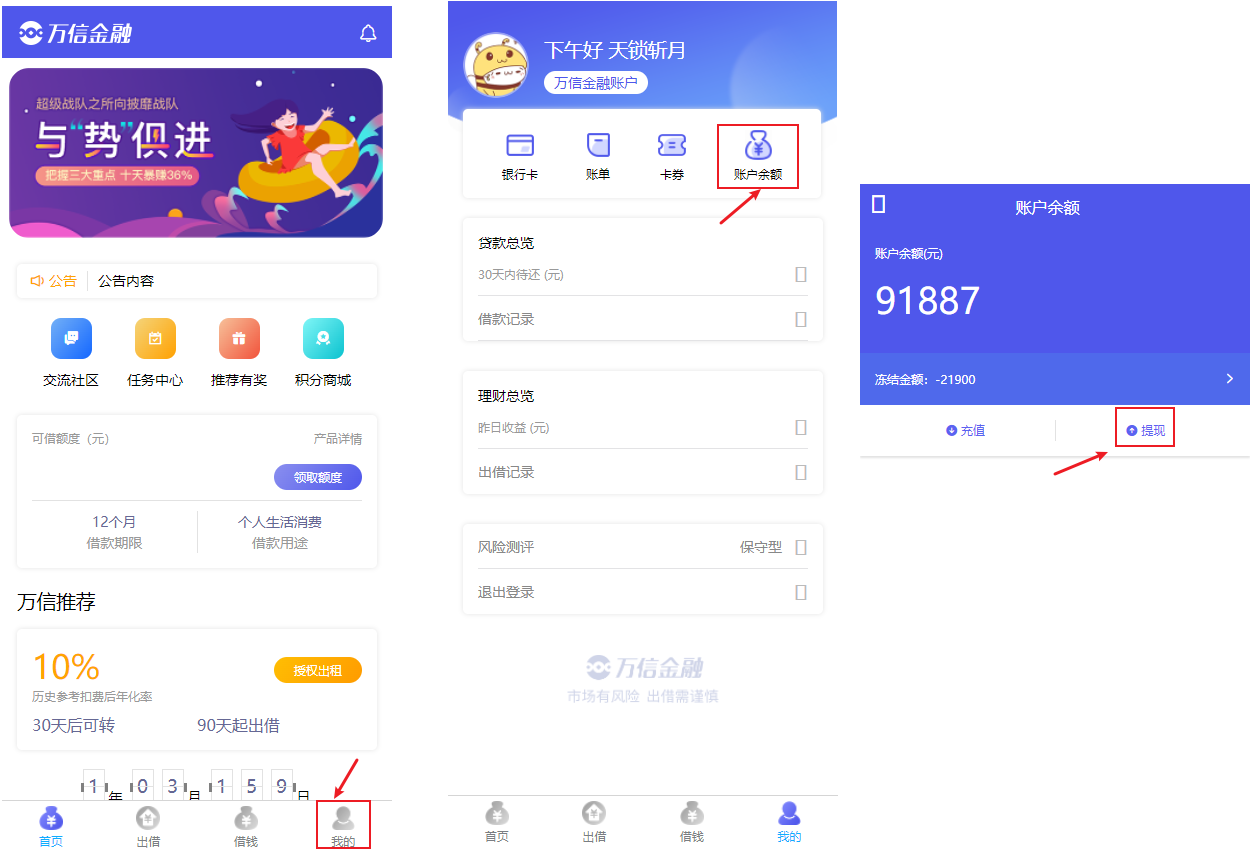 万信金融
超级战队之所向披靡战队
与“势”俱进
把握三大重点 十天暴赚36%
公告
公告内容
交流社区
任务中心
推荐有奖
积分商城
可借额度（元）
产品详情
领取额度
12个月
个人生活消费
借款期限
借款用途
万信推荐
10%
授权出租
历史参考扣费后年化率
30天后可转
90天起出借
1年03月159日
首页
出借
借钱
我的
下午好 天锁斩月
万信金融账户
银行卡
账单
卡券
账户余额
贷款总览
30天内待还 (元)
借款记录
理财总览
昨日收益 (元)
出借记录
风险测评
保守型
退出登录
万信金融
市场有风险 出借需谨慎
首页
出借
借钱
我的
账户余额
账户余额(元)
91887
冻结金额：-21900
充值
提现